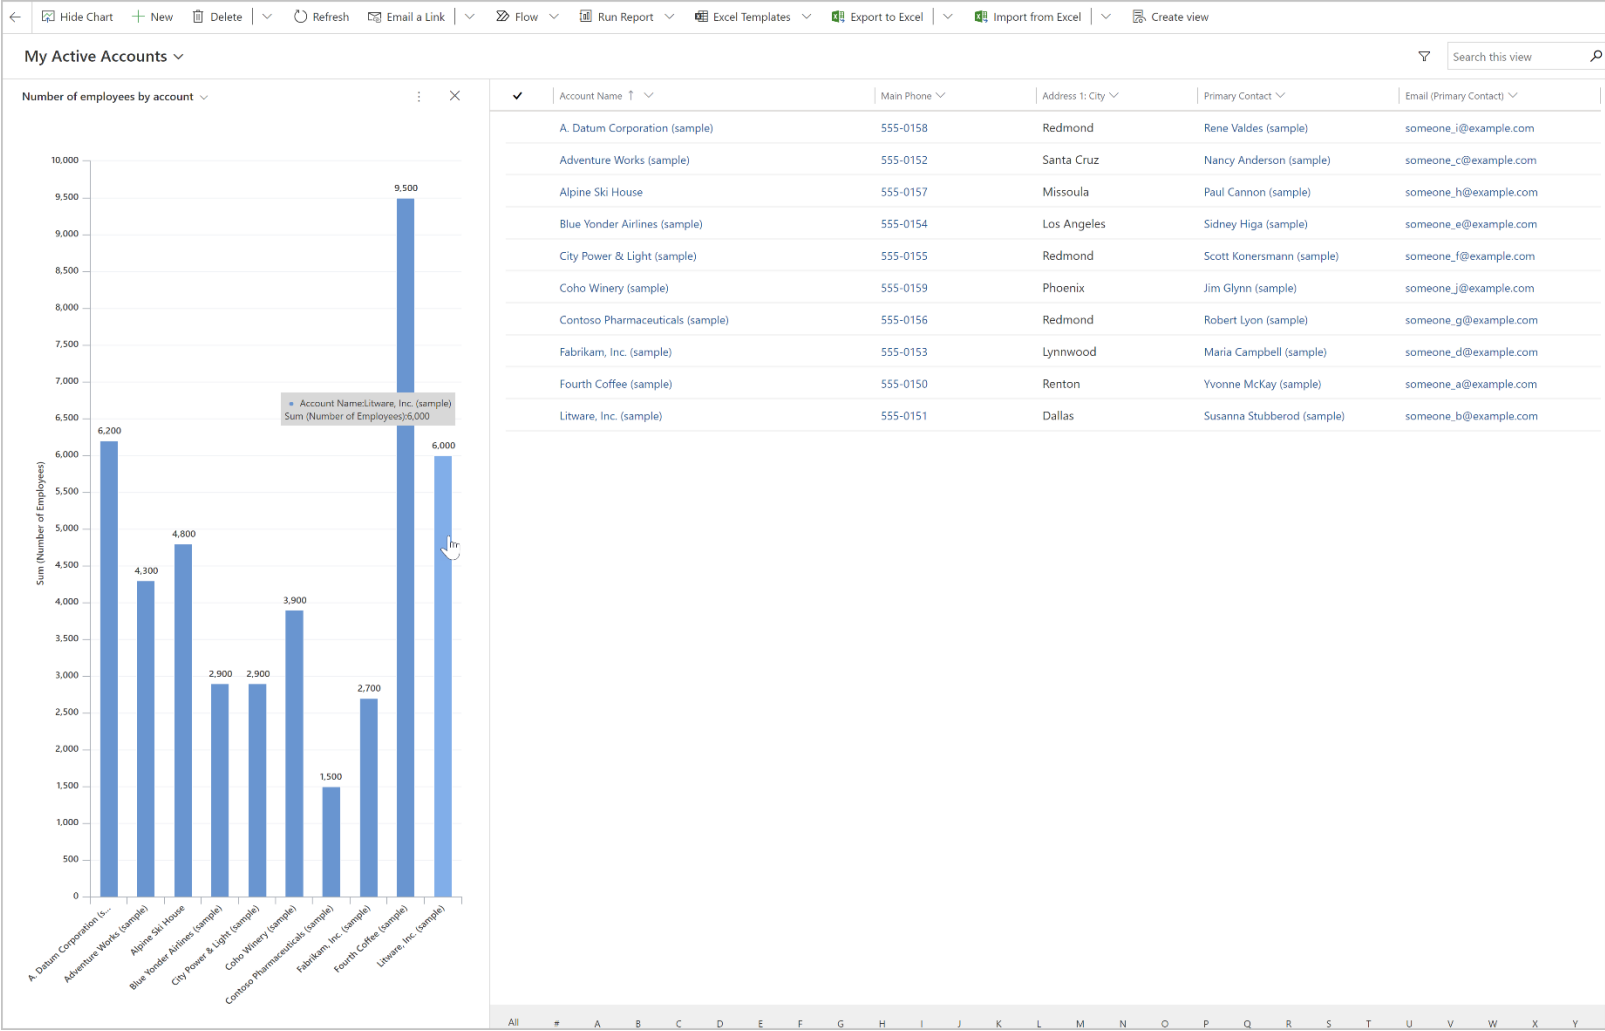 Hide Chart New Delete Refresh Email a Link Flow Run Report Excel Templates Export to Excel Import from Excel Create view
My Active Accounts
Search this view
Number of employees by account
Account Name ↑ Main Phone Address 1: City Primary Contact Email (Primary Contact)
A. Datum Corporation (sample) 555-0158 Redmond Rene Valdes (sample) someone_i@example.com
Adventure Works (sample) 555-0152 Santa Cruz Nancy Anderson (sample) someone_c@example.com
Alpine Ski House 555-0157 Missoula Paul Cannon (sample) someone_h@example.com
Blue Yonder Airlines (sample) 555-0154 Los Angeles Sidney Higa (sample) someone_e@example.com
City Power & Light (sample) 555-0155 Redmond Scott Konersmann (sample) someone_f@example.com
Coho Winery (sample) 555-0159 Phoenix Jim Glynn (sample) someone_j@example.com
Contoso Pharmaceuticals (sample) 555-0156 Redmond Robert Lyon (sample) someone_g@example.com
Fabrikam, Inc. (sample) 555-0153 Lynnwood Maria Campbell (sample) someone_d@example.com
Fourth Coffee (sample) 555-0150 Renton Yvonne McKay (sample) someone_a@example.com
Litware, Inc. (sample) 555-0151 Dallas Susanna Stubberod (sample) someone_b@example.com
Sum (Number of Employees)
10,000
9,500
9,000
8,500
8,000
7,500
7,000
6,500
6,000
5,500
5,000
4,500
4,000
3,500
3,000
2,500
2,000
1,500
1,000
500
0
6,200
4,300
4,800
2,900
2,900
3,900
1,500
2,700
9,500
6,000
Account Name:Litware, Inc. (sample)
Sum (Number of Employees):6,000
A. Datum Corporation (s...
Adventure Works (sample)
Alpine Ski House
Blue Yonder Airlines (sample)
City Power & Light (sample)
Coho Winery (sample)
Contoso Pharmaceuticals (sample)
Fabrikam, Inc. (sample)
Fourth Coffee (sample)
Litware, Inc. (sample)
All # A B C D E F G H I J K L M N O P Q R S T U V W X Y